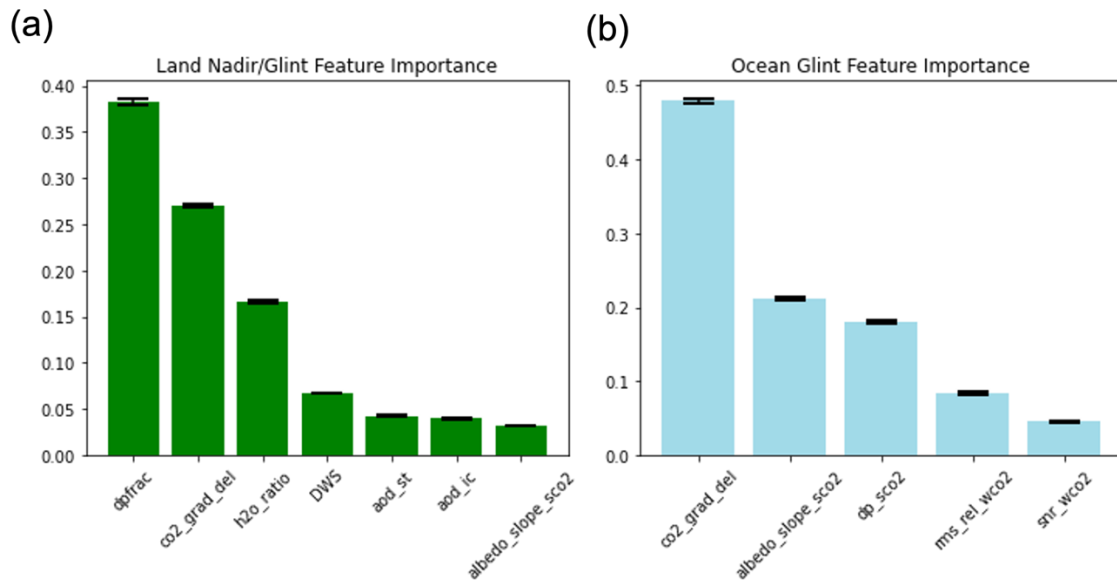 (a)
Land Nadir/Glint Feature Importance
0.40
0.35
0.30
0.25
0.20
0.15
0.10
0.05
0.00
dpfrac
co2_grad_del
h2o_ratio
DWS
aod_st
aod_ic
albedo_slope_sco2
(b)
Ocean Glint Feature Importance
0.5
0.4
0.3
0.2
0.1
0.0
co2_grad_del
albedo_slope_sco2
dp_sco2
rms_rel_wco2
snr_wco2